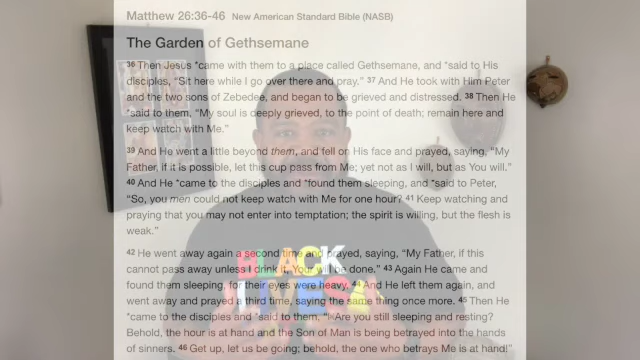 Matthew 26:36-46 New American Standard Bible (NASB)
The Garden of Gethsemane
36 Then Jesus *came with them to a place called Gethsemane, and *said to His
disciples, “Sit here while I go over there and pray.” 37 And He took with Him Peter
and the two sons of Zebedee, and began to be grieved and distressed. 38 Then He
*said to them, “My soul is deeply grieved, to the point of death; remain here and
keep watch with Me.”
39 And He went a little beyond them, and fell on His face and prayed, saying, “My
Father, if it is possible, let this cup pass from Me; yet not as I will, but as You will.”
40 And He *came to the disciples and *found them sleeping, and *said to Peter,
“So, you men could not keep watch with Me for one hour? 41 Keep watching and
praying that you may not enter into temptation; the spirit is willing, but the flesh is
weak.”
42 He went away again a second time and prayed, saying, “My Father, if this
cannot pass away unless I drink it, Your will be done.” 43 Again He came and
found them sleeping, for their eyes were heavy. 44 And He left them again, and
went away and prayed a third time, saying the same thing once more. 45 Then He
*came to the disciples and *said to them, “Are you still sleeping and resting?
Behold, the hour is at hand and the Son of Man is being betrayed into the hands
of sinners. 46 Get up, let us be going; behold, the one who betrays Me is at hand!”
BLACK
LIVES